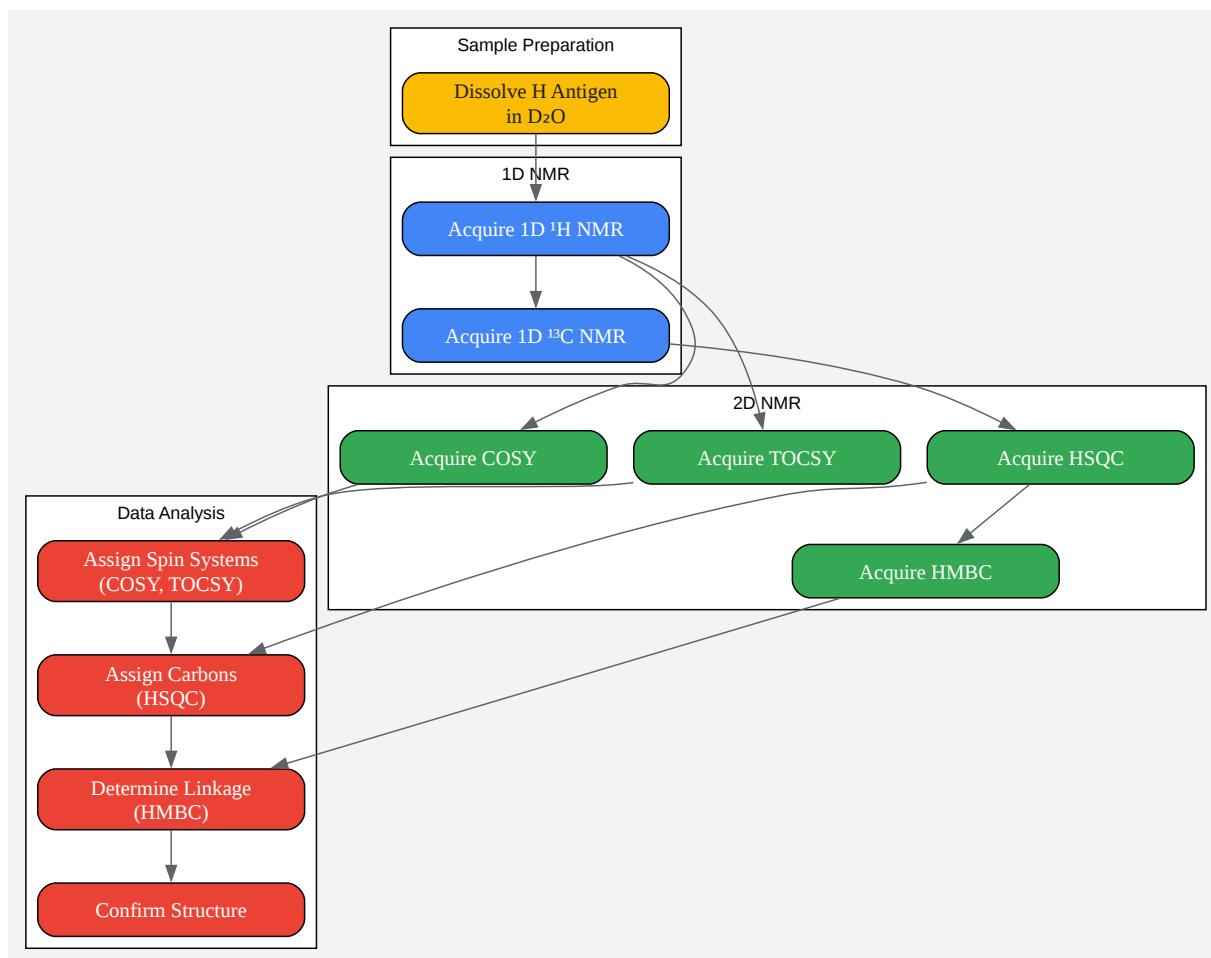 Sample Preparation
Dissolve H Antigen
in D₂O
1D NMR
Acquire 1D ¹H NMR
Acquire 1D ¹³C NMR
2D NMR
Acquire COSY
Acquire TOCSY
Acquire HSQC
Acquire HMBC
Data Analysis
Assign Spin Systems
(COSY, TOCSY)
Assign Carbons
(HSQC)
Determine Linkage
(HMBC)
Confirm Structure